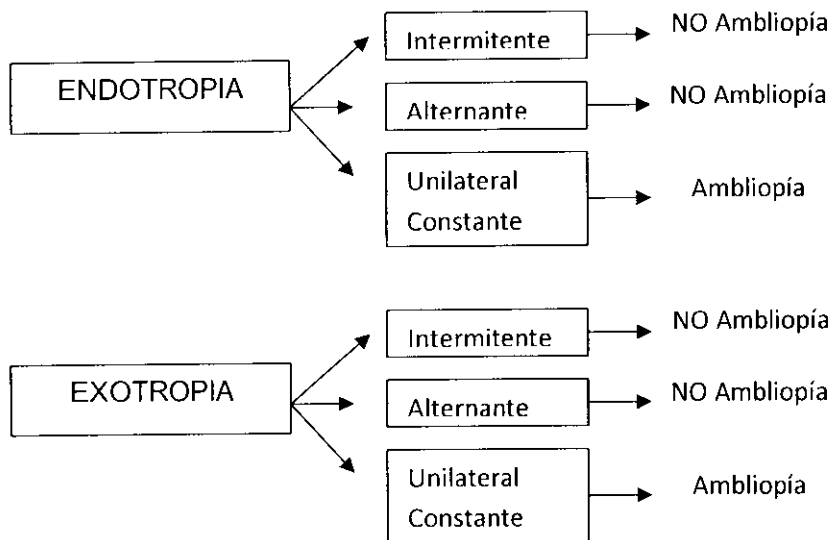 Intermitente
NO Ambliopía
ENDOTROPIA
Alternante
NO Ambliopía
Unilateral
Constante
Ambliopía
Intermitente
NO Ambliopía
EXOTROPIA
Alternante
NO Ambliopía
Unilateral
Constante
Ambliopía